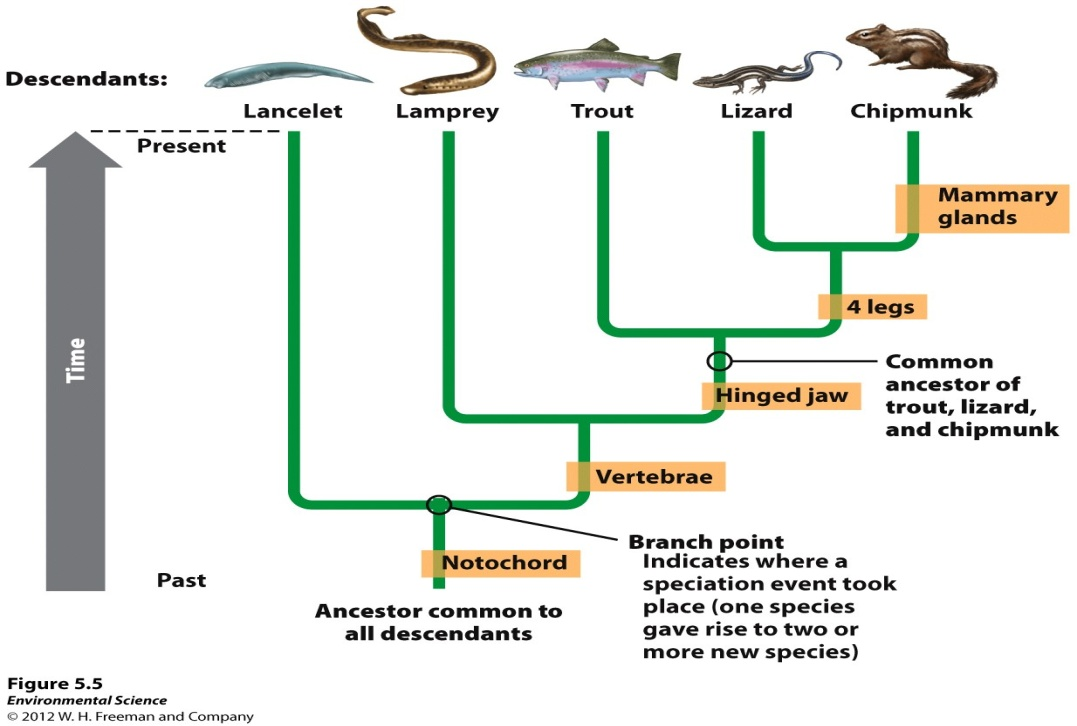 Descendants:
Lancelet
Lamprey
Trout
Lizard
Chipmunk
Present
Mammary
glands
4 legs
Time
Common
ancestor of
trout, lizard,
and chipmunk
Hinged jaw
Vertebrae
Branch point
Indicates where a
speciation event took
place (one species
gave rise to two or
more new species)
Notochord
Past
Ancestor common to
all descendants
Figure 5.5
Environmental Science
© 2012 W. H. Freeman and Company